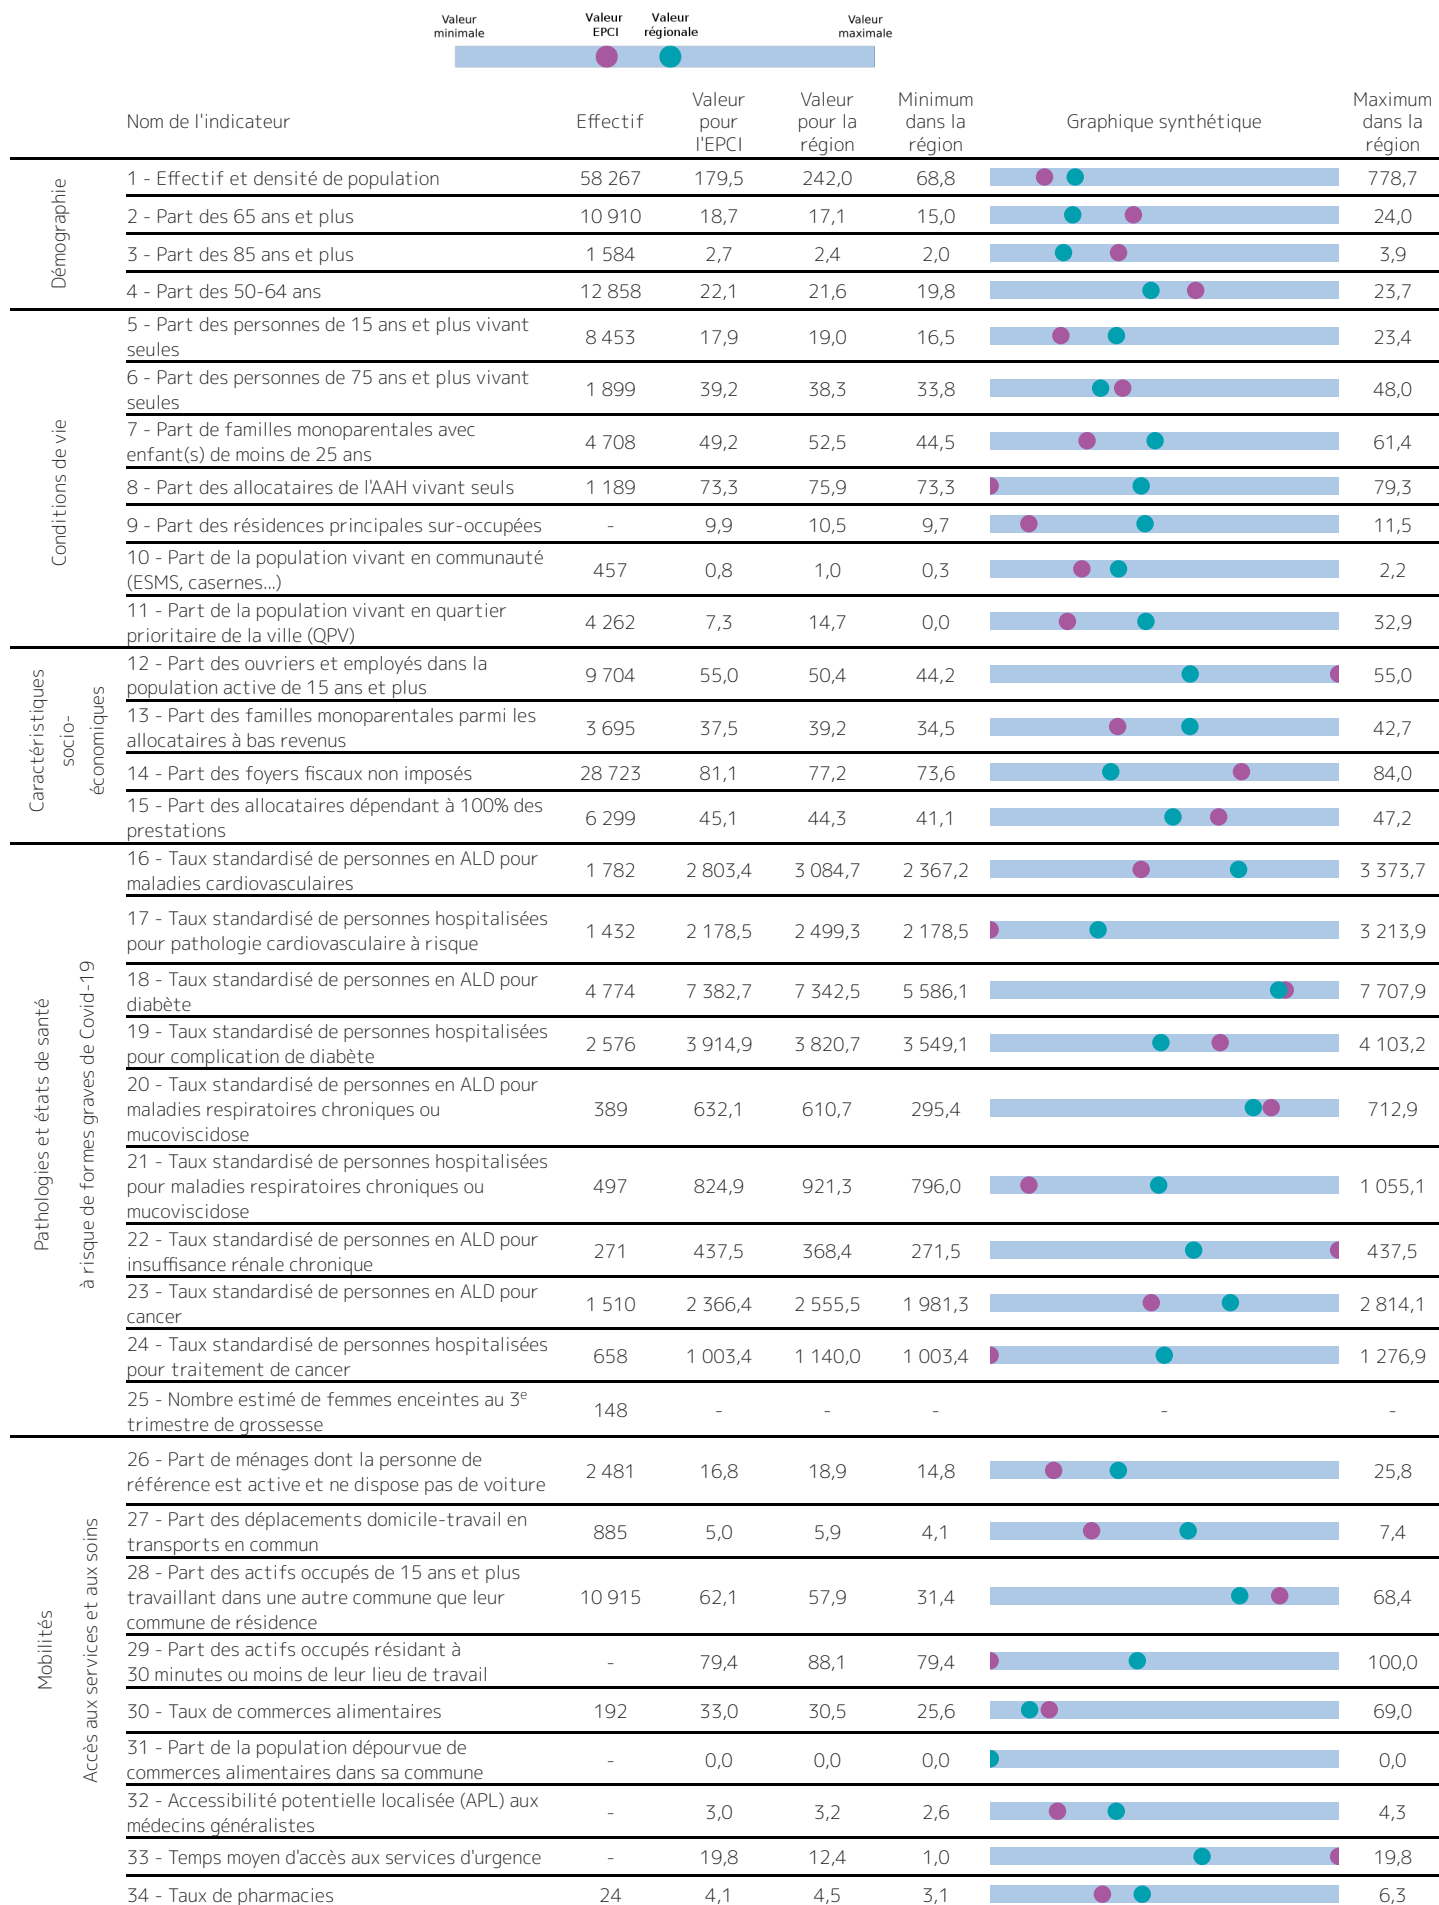 Valeur minimale
Valeur EPCI
Valeur régionale
Valeur maximale
Nom de l'indicateur
Effectif
Valeur pour l'EPCI
Valeur pour la région
Minimum dans la région
Graphique synthétique
Maximum dans la région
Démographie
1 - Effectif et densité de population 58 267 179,5 242,0 68,8 778,7
2 - Part des 65 ans et plus 10 910 18,7 17,1 15,0 24,0
3 - Part des 85 ans et plus 1 584 2,7 2,4 2,0 3,9
4 - Part des 50-64 ans 12 858 22,1 21,6 19,8 23,7
Conditions de vie
5 - Part des personnes de 15 ans et plus vivant
seules 8 453 17,9 19,0 16,5 23,4
6 - Part des personnes de 75 ans et plus vivant
seules 1 899 39,2 38,3 33,8 48,0
7 - Part de familles monoparentales avec
enfant(s) de moins de 25 ans 4 708 49,2 52,5 44,5 61,4
8 - Part des allocataires de l'AAH vivant seuls 1 189 73,3 75,9 73,3 79,3
9 - Part des résidences principales sur-occupées - 9,9 10,5 9,7 11,5
10 - Part de la population vivant en communauté
(ESMS, casernes...) 457 0,8 1,0 0,3 2,2
11 - Part de la population vivant en quartier
prioritaire de la ville (QPV) 4 262 7,3 14,7 0,0 32,9
Caractéristiques
socio-
économiques
12 - Part des ouvriers et employés dans la
population active de 15 ans et plus 9 704 55,0 50,4 44,2 55,0
13 - Part des familles monoparentales parmi les
allocataires à bas revenus 3 695 37,5 39,2 34,5 42,7
14 - Part des foyers fiscaux non imposés 28 723 81,1 77,2 73,6 84,0
15 - Part des allocataires dépendant à 100% des
prestations 6 299 45,1 44,3 41,1 47,2
Pathologies et états de santé
à risque de formes graves de Covid-19
16 - Taux standardisé de personnes en ALD pour
maladies cardiovasculaires 1 782 2 803,4 3 084,7 2 367,2 3 373,7
17 - Taux standardisé de personnes hospitalisées
pour pathologie cardiovasculaire à risque 1 432 2 178,5 2 499,3 2 178,5 3 213,9
18 - Taux standardisé de personnes en ALD pour
diabète 4 774 7 382,7 7 342,5 5 586,1 7 707,9
19 - Taux standardisé de personnes hospitalisées
pour complication de diabète 2 576 3 914,9 3 820,7 3 549,1 4 103,2
20 - Taux standardisé de personnes en ALD pour
maladies respiratoires chroniques ou 389 632,1 610,7 295,4 712,9
mucoviscidose
21 - Taux standardisé de personnes hospitalisées
pour maladies respiratoires chroniques ou 497 824,9 921,3 796,0 1 055,1
mucoviscidose
22 - Taux standardisé de personnes en ALD pour
insuffisance rénale chronique 271 437,5 368,4 271,5 437,5
23 - Taux standardisé de personnes en ALD pour
cancer 1 510 2 366,4 2 555,5 1 981,3 2 814,1
24 - Taux standardisé de personnes hospitalisées
pour traitement de cancer 658 1 003,4 1 140,0 1 003,4 1 276,9
25 - Nombre estimé de femmes enceintes au 3e
trimestre de grossesse 148 - - - - -
Mobilités
Accès aux services et aux soins
26 - Part de ménages dont la personne de
référence est active et ne dispose pas de voiture 2 481 16,8 18,9 14,8 25,8
27 - Part des déplacements domicile-travail en
transports en commun 885 5,0 5,9 4,1 7,4
28 - Part des actifs occupés de 15 ans et plus
travaillant dans une autre commune que leur 10 915 62,1 57,9 31,4 68,4
commune de résidence
29 - Part des actifs occupés résidant à
30 minutes ou moins de leur lieu de travail - 79,4 88,1 79,4 100,0
30 - Taux de commerces alimentaires 192 33,0 30,5 25,6 69,0
31 - Part de la population dépourvue de
commerces alimentaires dans sa commune - 0,0 0,0 0,0 0,0
32 - Accessibilité potentielle localisée (APL) aux
médecins généralistes - 3,0 3,2 2,6 4,3
33 - Temps moyen d'accès aux services d'urgence - 19,8 12,4 1,0 19,8
34 - Taux de pharmacies 24 4,1 4,5 3,1 6,3